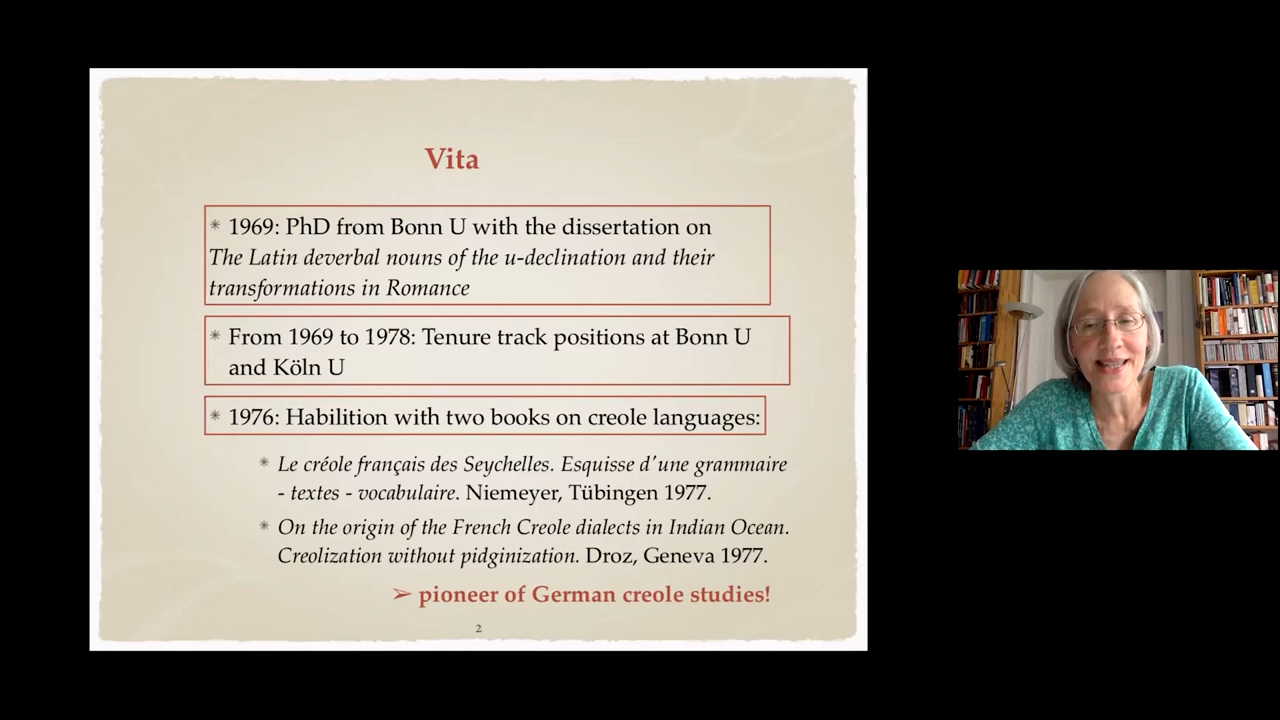 Vita
* 1969: PhD from Bonn U with the dissertation on
The Latin deverbal nouns of the u-declination and their
transformations in Romance
* From 1969 to 1978: Tenure track positions at Bonn U
and Köln U
* 1976: Habilition with two books on creole languages:
* Le créole français des Seychelles. Esquisse d'une grammaire
- textes - vocabulaire. Niemeyer, Tübingen 1977.
* On the origin of the French Creole dialects in Indian Ocean.
Creolization without pidginization. Droz, Geneva 1977.
➢ pioneer of German creole studies!
2